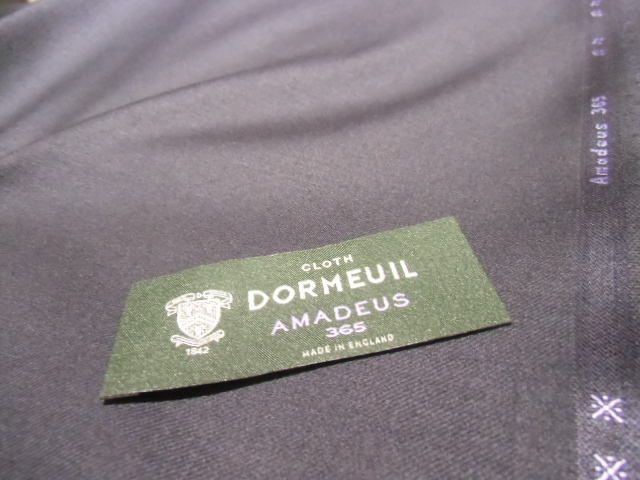 CLOTH
DORMEUIL
AMADEUS
365
MADE IN ENGLAND
1842
Amadeus 365